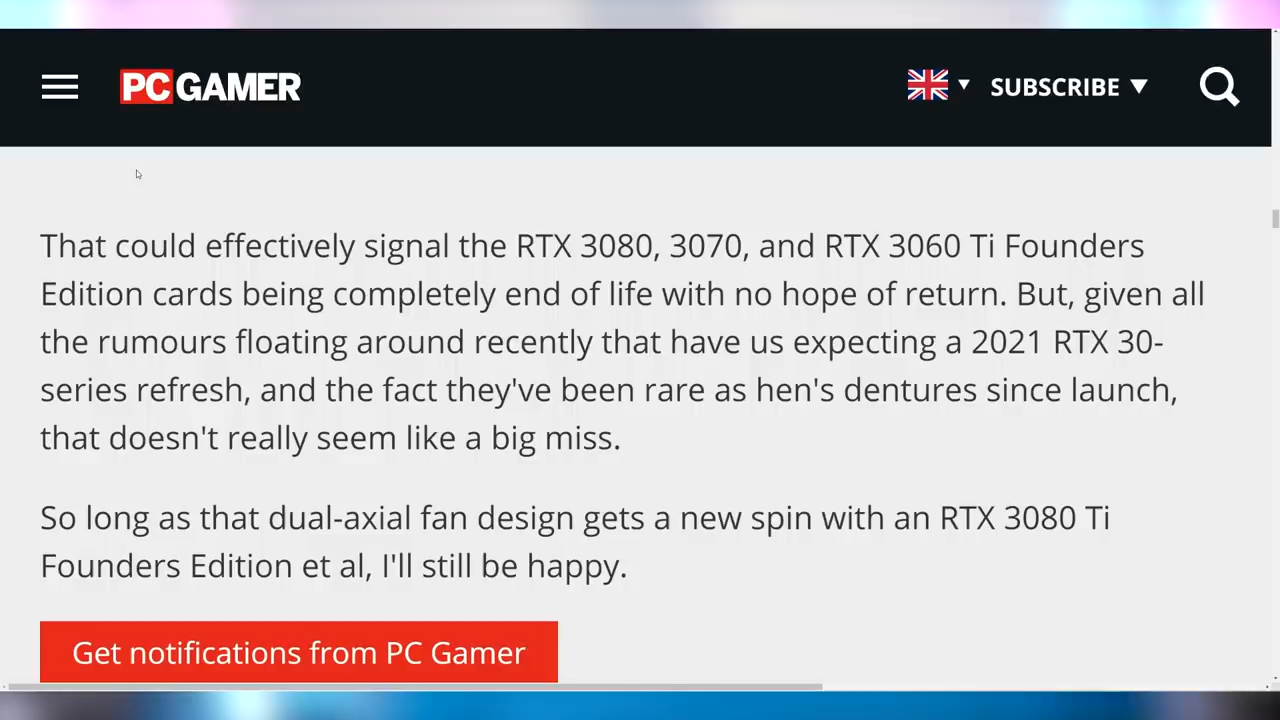 PC GAMER
SUBSCRIBE
That could effectively signal the RTX 3080, 3070, and RTX 3060 Ti Founders
Edition cards being completely end of life with no hope of return. But, given all
the rumours floating around recently that have us expecting a 2021 RTX 30-
series refresh, and the fact they've been rare as hen's dentures since launch,
that doesn't really seem like a big miss.
So long as that dual-axial fan design gets a new spin with an RTX 3080 Ti
Founders Edition et al, I'll still be happy.
Get notifications from PC Gamer